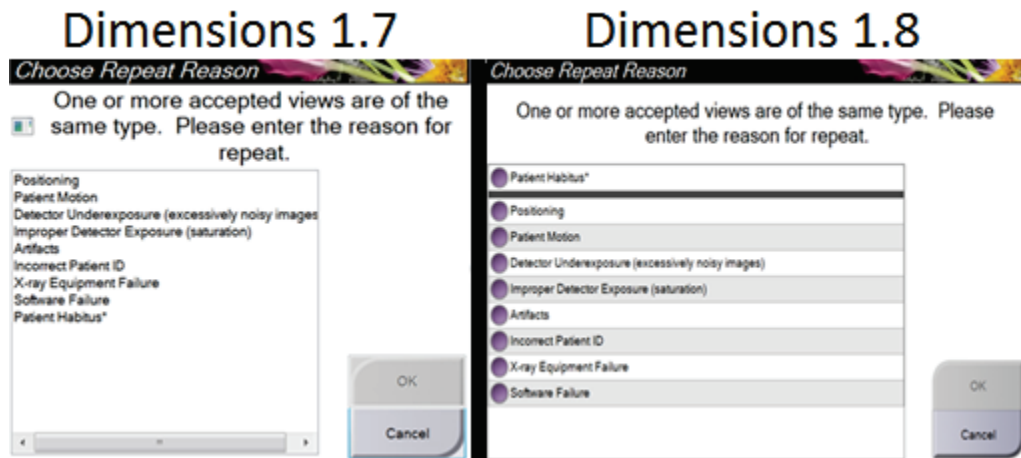 Dimensions 1.7
Choose Repeat Reason
One or more accepted views are of the
same type.  Please enter the reason for
repeat.
Positioning
Patient Motion
Detector Underexposure (excessively noisy images
Improper Detector Exposure (saturation)
Artifacts
Incorrect Patient ID
X-ray Equipment Failure
Software Failure
Patient Habitus*
OK
Cancel
Dimensions 1.8
Choose Repeat Reason
One or more accepted views are of the same type.  Please
enter the reason for repeat.
Patient Habitus*
Positioning
Patient Motion
Detector Underexposure (excessively noisy images)
Improper Detector Exposure (saturation)
Artifacts
Incorrect Patient ID
X-ray Equipment Failure
Software Failure
OK
Cancel